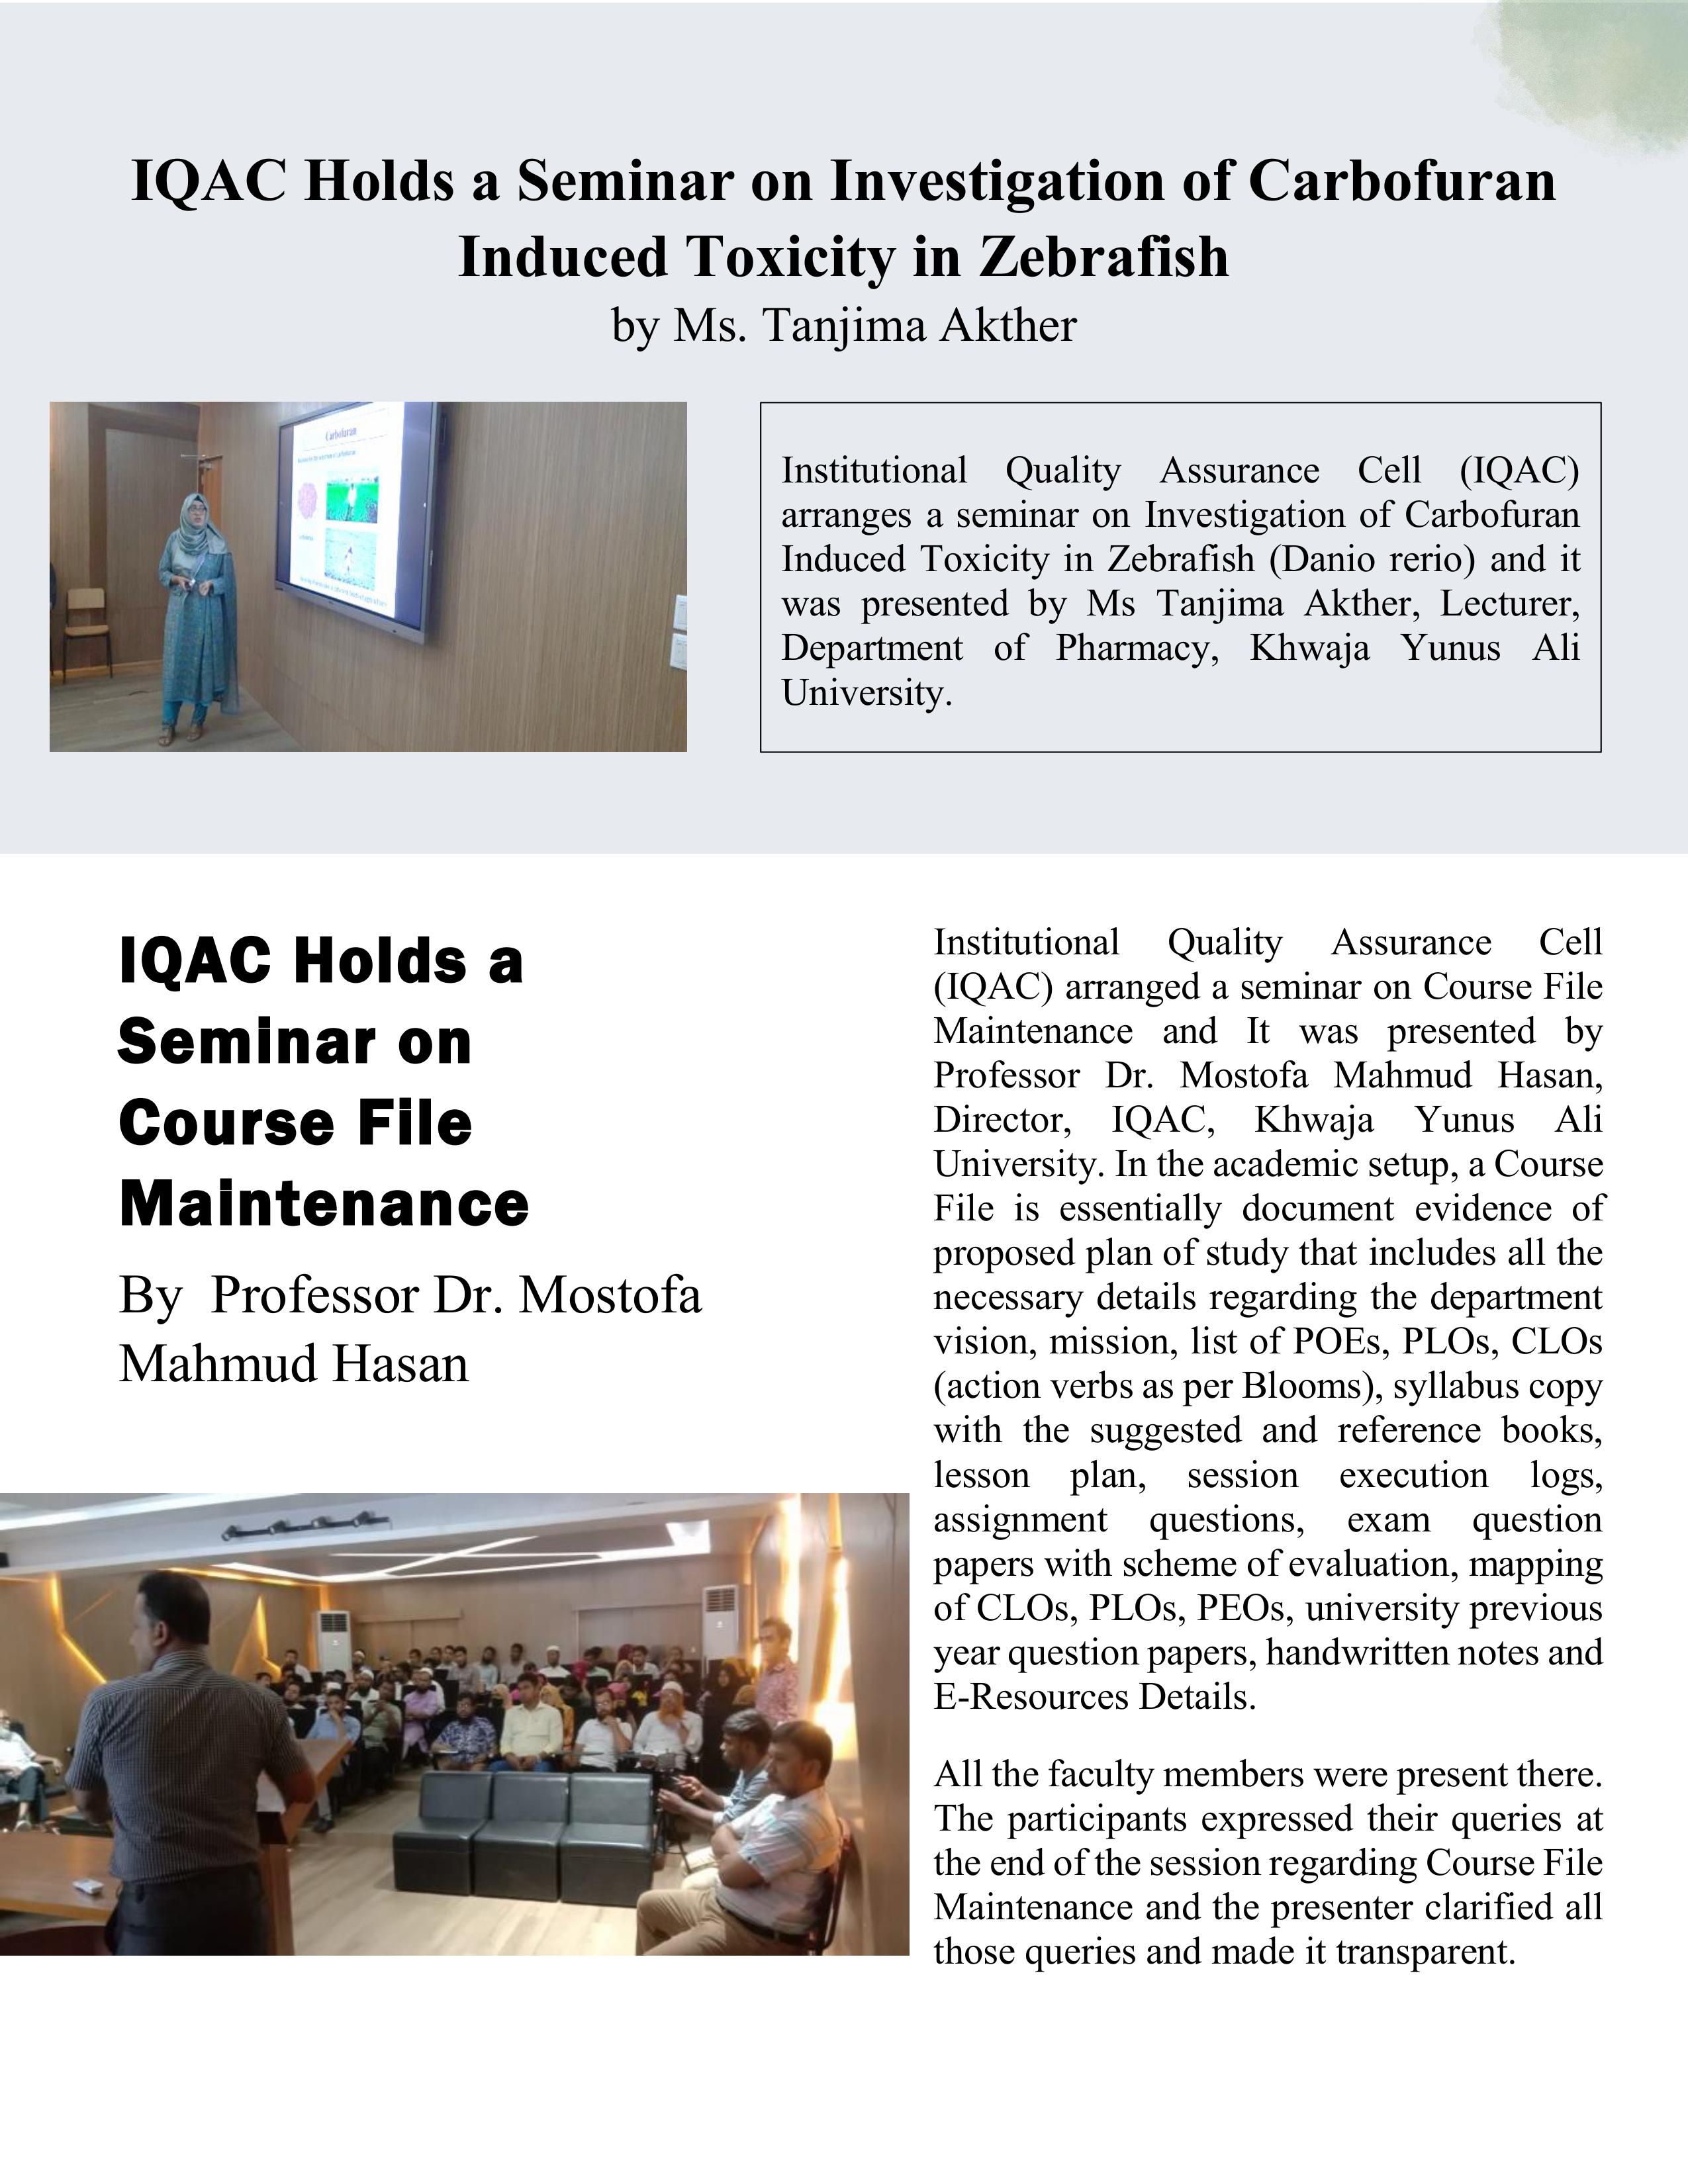 IQAC Holds a Seminar on Investigation of Carbofuran
Induced Toxicity in Zebrafish
by Ms. Tanjima Akther
Carbofuran
Institutional Quality Assurance Cell (IQAC)
arranges a seminar on Investigation of Carbofuran
Induced Toxicity in Zebrafish (Danio rerio) and it
was presented by Ms Tanjima Akther, Lecturer,
Department of Pharmacy, Khwaja Yunus Ali
University.
IQAC Holds a
Seminar on
Course File
Maintenance
By Professor Dr. Mostofa
Mahmud Hasan
Institutional Quality Assurance Cell
(IQAC) arranged a seminar on Course File
Maintenance and It was presented by
Professor Dr. Mostofa Mahmud Hasan,
Director, IQAC, Khwaja Yunus Ali
University. In the academic setup, a Course
File is essentially document evidence of
proposed plan of study that includes all the
necessary details regarding the department
vision, mission, list of POEs, PLOs, CLOs
(action verbs as per Blooms), syllabus copy
with the suggested and reference books,
lesson plan, session execution logs,
assignment questions, exam question
papers with scheme of evaluation, mapping
of CLOs, PLOs, PEOs, university previous
year question papers, handwritten notes and
E-Resources Details.
All the faculty members were present there.
The participants expressed their queries at
the end of the session regarding Course File
Maintenance and the presenter clarified all
those queries and made it transparent.